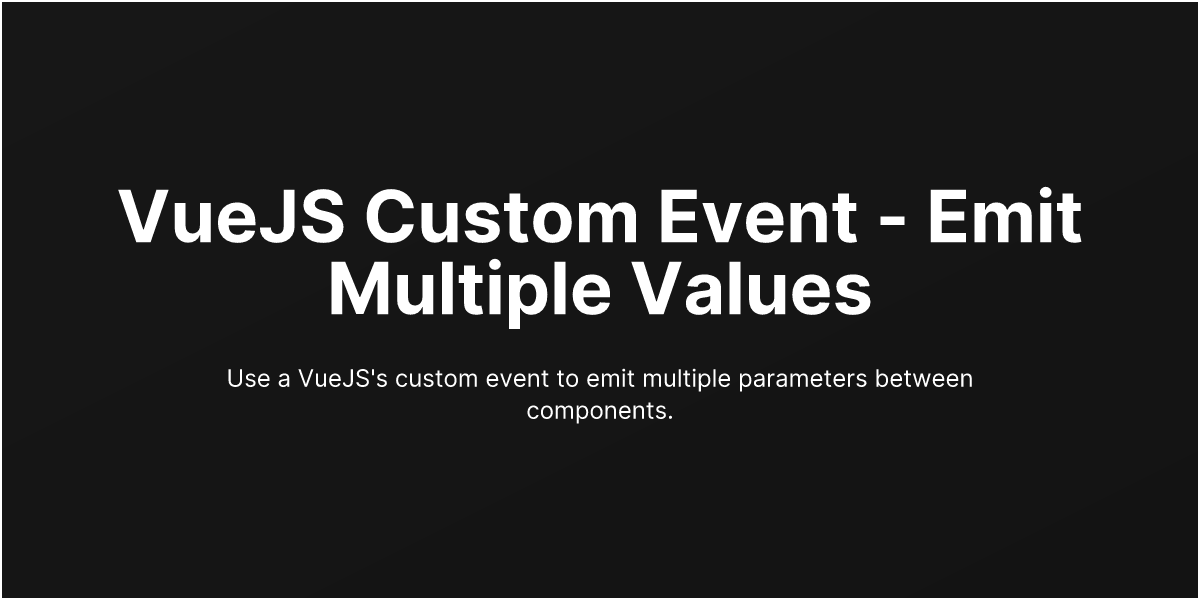 VueJS Custom Event - Emit
Multiple Values
Use a VueJS's custom event to emit multiple parameters between
components.